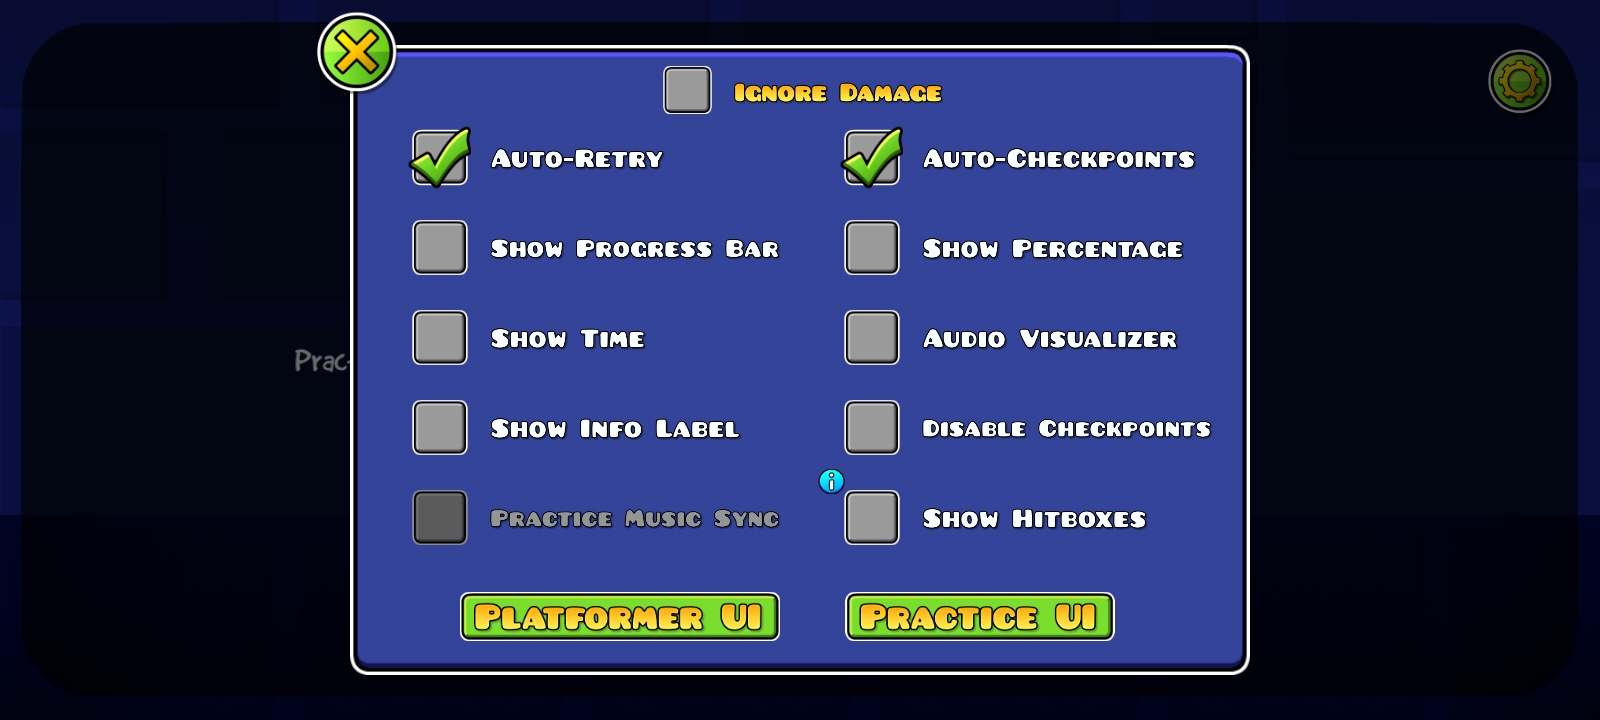 Ignore Damage
Auto-Retry
Auto-Checkpoints
Show Progress Bar
Show Percentage
Show Time
Audio Visualizer
Prac-
Show Info Label
Disable Checkpoints
i
Practice Music Sync
Show Hitboxes
Platformer UI
Practice UI